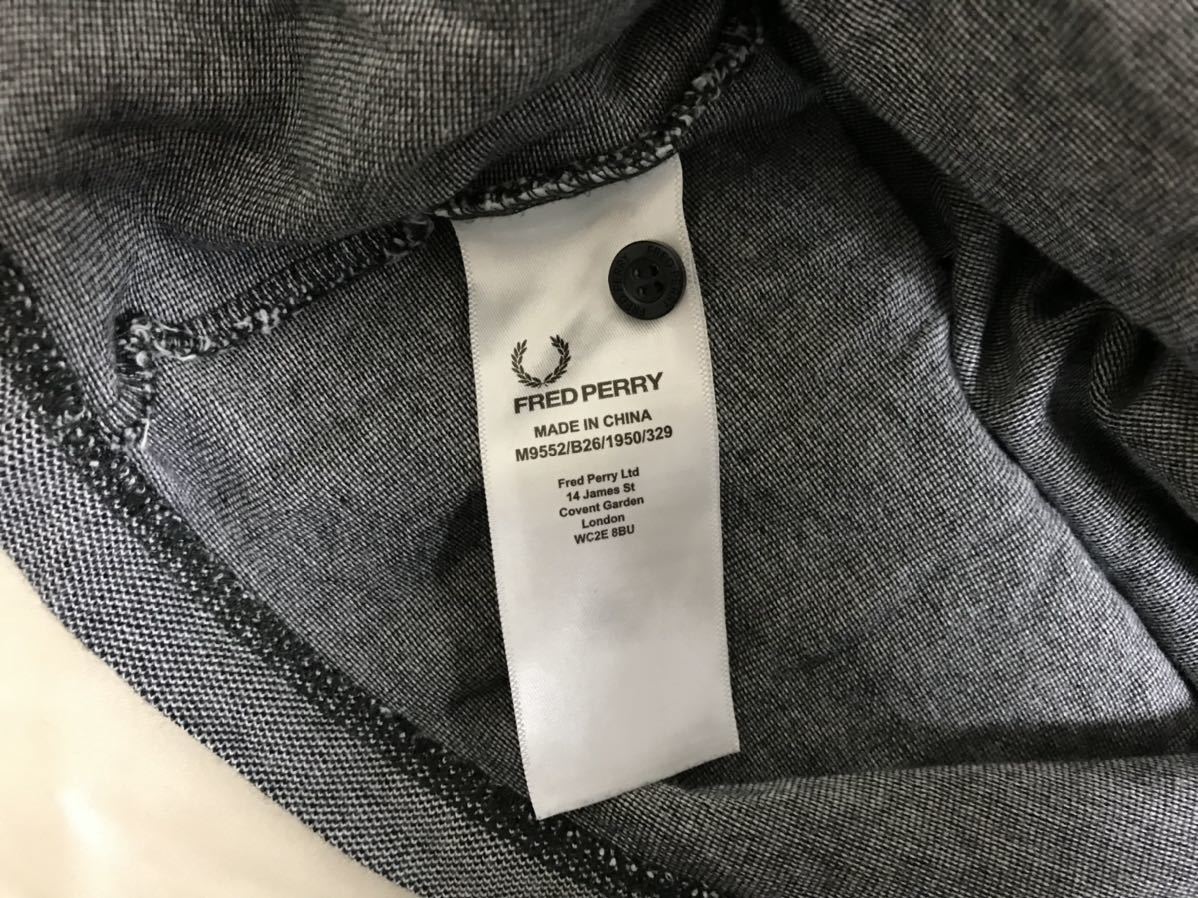 FRED PERRY
MADE IN CHINA
M9552/B26/1950/329
Fred Perry Ltd
14 James St
Covent Garden
London
WC2E 8BU